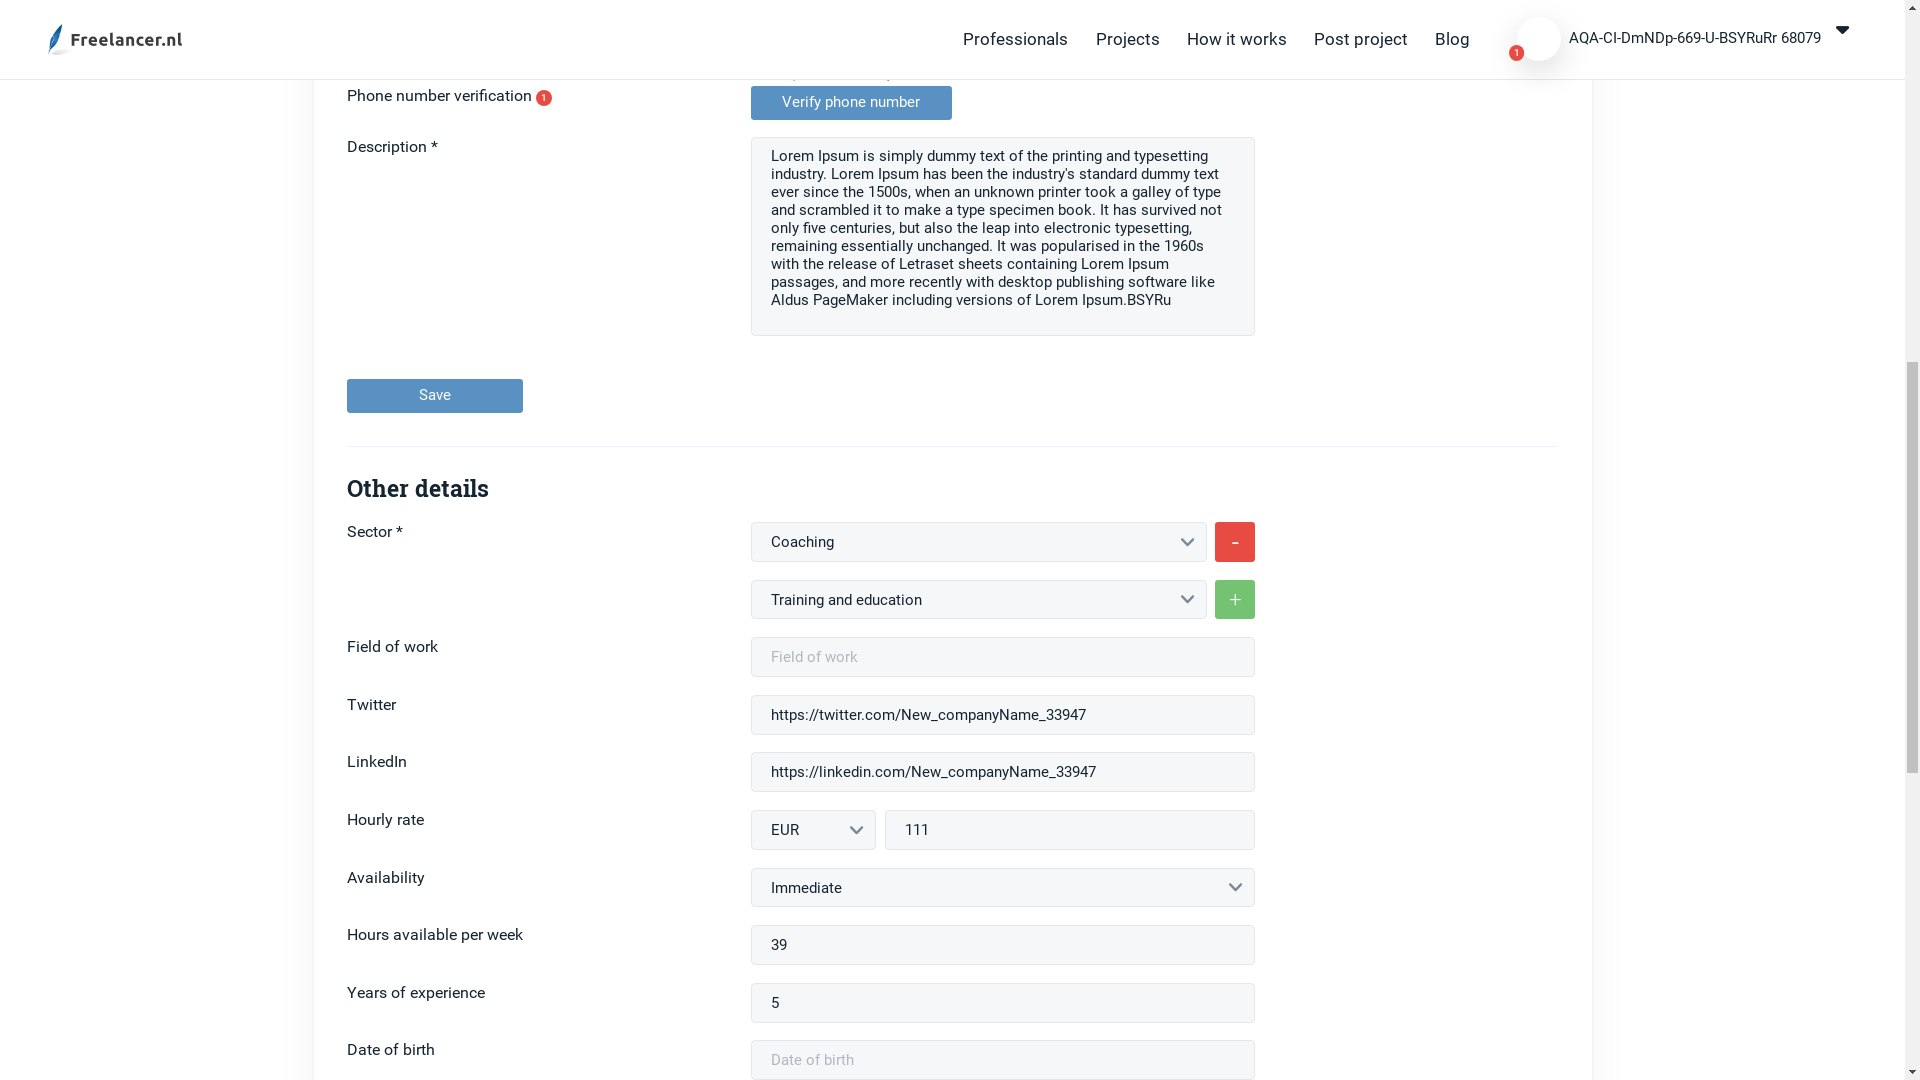 Freelancer.nl
Professionals
Projects
How it works
Post project
Blog
1
AQA-CI-DmNDp-669-U-BSYRuRr 68079
Phone number verification 1
Verify phone number
Description *
Lorem Ipsum is simply dummy text of the printing and typesetting
industry. Lorem Ipsum has been the industry's standard dummy text
ever since the 1500s, when an unknown printer took a galley of type
and scrambled it to make a type specimen book. It has survived not
only five centuries, but also the leap into electronic typesetting,
remaining essentially unchanged. It was popularised in the 1960s
with the release of Letraset sheets containing Lorem Ipsum
passages, and more recently with desktop publishing software like
Aldus PageMaker including versions of Lorem Ipsum.BSYRu
Save
Other details
Sector *
Coaching
-
Training and education
+
Field of work
Field of work
Twitter
https://twitter.com/New_companyName_33947
LinkedIn
https://linkedin.com/New_companyName_33947
Hourly rate
EUR
111
Availability
Immediate
Hours available per week
39
Years of experience
5
Date of birth
Date of birth